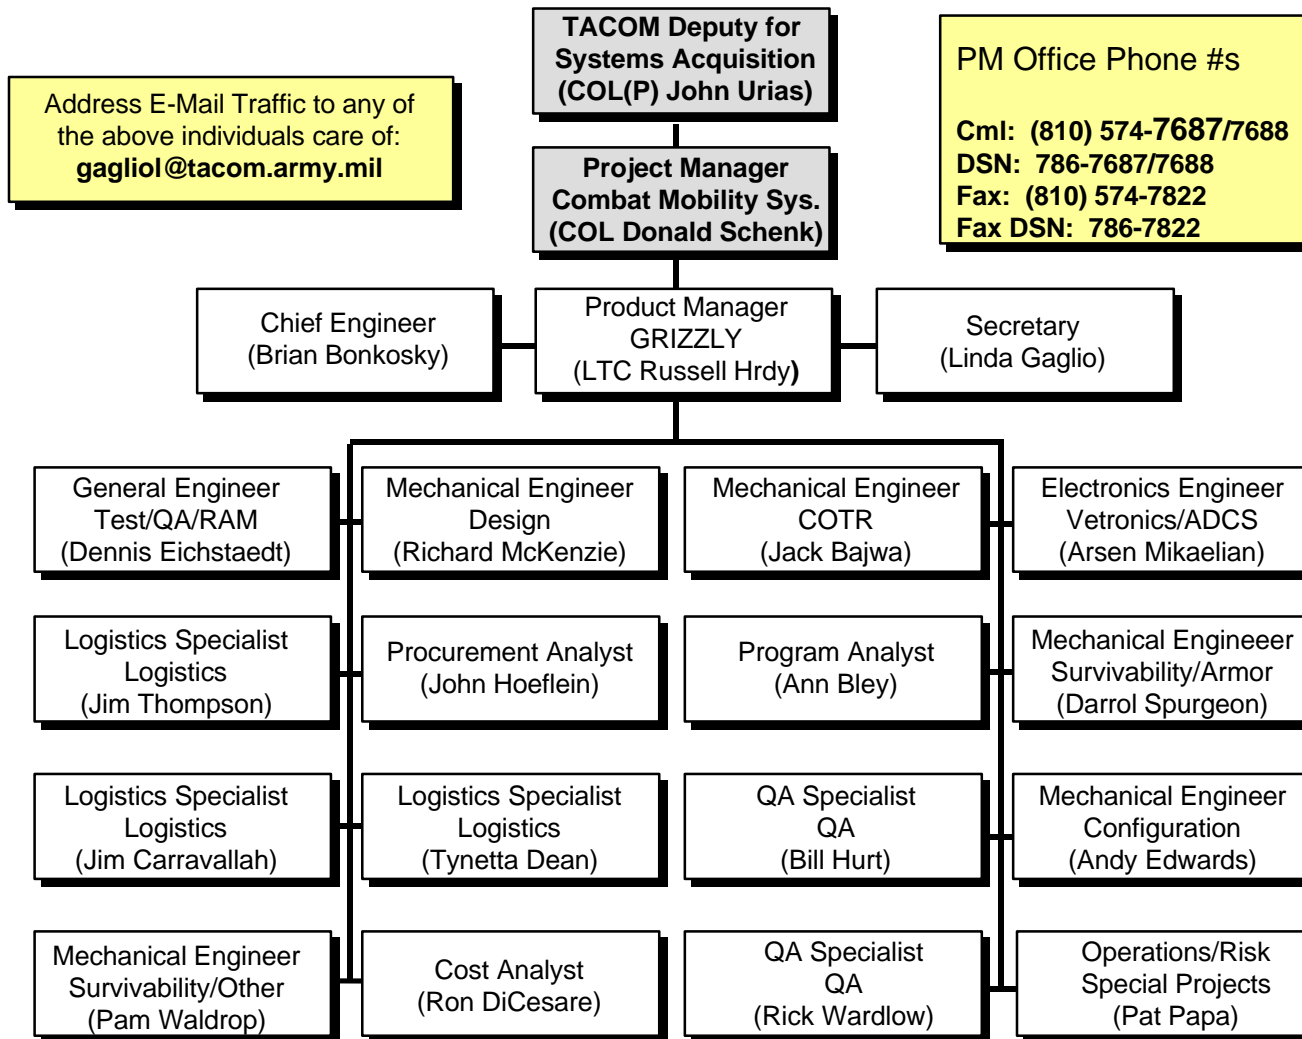 TACOM Deputy for
Systems Acquisition
(COL(P) John Urias)
Address E-Mail Traffic to any of
the above individuals care of:
gagliol@tacom.army.mil
PM Office Phone #s
Cml: (810) 574-7687/7688
DSN: 786-7687/7688
Fax: (810) 574-7822
Fax DSN: 786-7822
Project Manager
Combat Mobility Sys.
(COL Donald Schenk)
Chief Engineer
(Brian Bonkosky)
Product Manager
GRIZZLY
(LTC Russell Hrdy)
Secretary
(Linda Gaglio)
General Engineer
Test/QA/RAM
(Dennis Eichstaedt)
Mechanical Engineer
Design
(Richard McKenzie)
Mechanical Engineer
COTR
(Jack Bajwa)
Electronics Engineer
Vetronics/ADCS
(Arsen Mikaelian)
Logistics Specialist
Logistics
(Jim Thompson)
Procurement Analyst
(John Hoeflein)
Program Analyst
(Ann Bley)
Mechanical Engineeer
Survivability/Armor
(Darrol Spurgeon)
Logistics Specialist
Logistics
(Jim Carravallah)
Logistics Specialist
Logistics
(Tynetta Dean)
QA Specialist
QA
(Bill Hurt)
Mechanical Engineer
Configuration
(Andy Edwards)
Mechanical Engineer
Survivability/Other
(Pam Waldrop)
Cost Analyst
(Ron DiCesare)
QA Specialist
QA
(Rick Wardlow)
Operations/Risk
Special Projects
(Pat Papa)